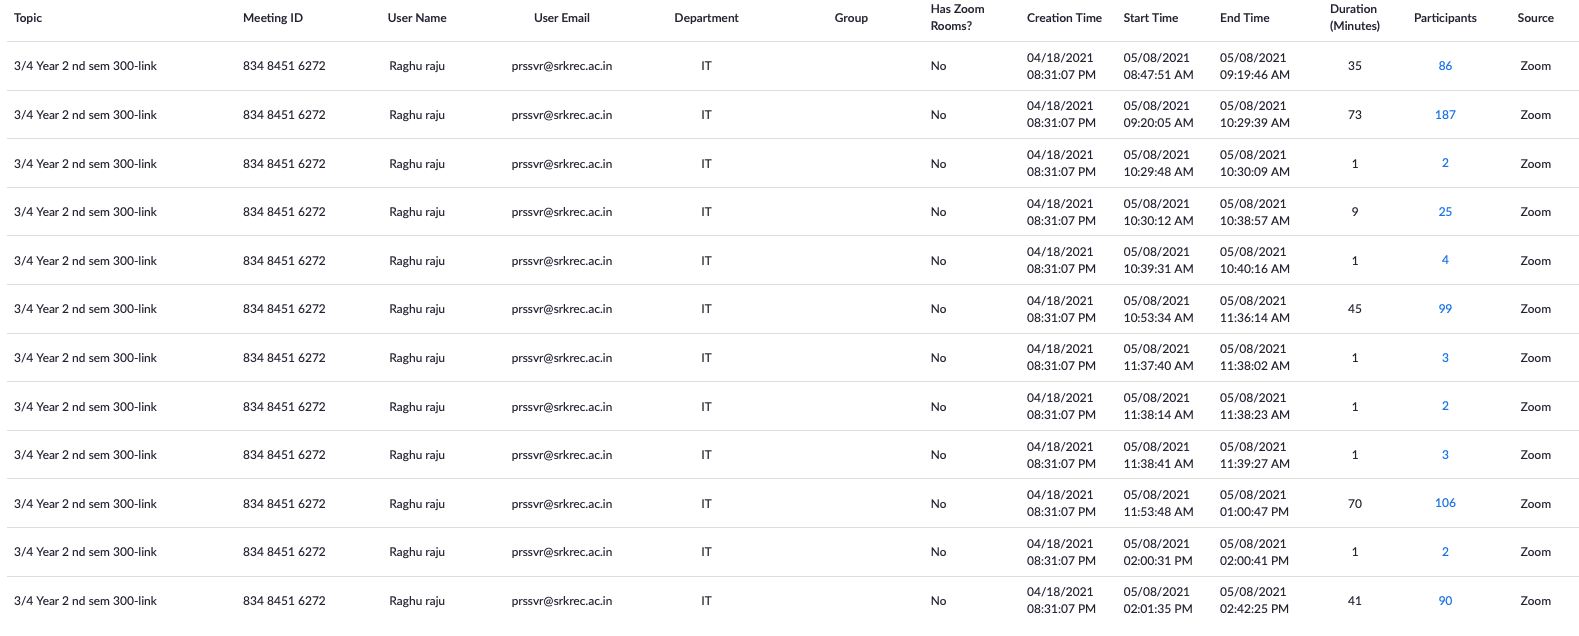 Topic Meeting ID User Name User Email Department Group Has Zoom Rooms? Creation Time Start Time End Time Duration (Minutes) Participants Source
3/4 Year 2 nd sem 300-link 834 8451 6272 Raghu raju prssvr@srkrec.ac.in IT No 04/18/2021 08:31:07 PM 05/08/2021 08:47:51 AM 05/08/2021 09:19:46 AM 35 86 Zoom
3/4 Year 2 nd sem 300-link 834 8451 6272 Raghu raju prssvr@srkrec.ac.in IT No 04/18/2021 08:31:07 PM 05/08/2021 09:20:05 AM 05/08/2021 10:29:39 AM 73 187 Zoom
3/4 Year 2 nd sem 300-link 834 8451 6272 Raghu raju prssvr@srkrec.ac.in IT No 04/18/2021 08:31:07 PM 05/08/2021 10:29:48 AM 05/08/2021 10:30:09 AM 1 2 Zoom
3/4 Year 2 nd sem 300-link 834 8451 6272 Raghu raju prssvr@srkrec.ac.in IT No 04/18/2021 08:31:07 PM 05/08/2021 10:30:12 AM 05/08/2021 10:38:57 AM 9 25 Zoom
3/4 Year 2 nd sem 300-link 834 8451 6272 Raghu raju prssvr@srkrec.ac.in IT No 04/18/2021 08:31:07 PM 05/08/2021 10:39:31 AM 05/08/2021 10:40:16 AM 1 4 Zoom
3/4 Year 2 nd sem 300-link 834 8451 6272 Raghu raju prssvr@srkrec.ac.in IT No 04/18/2021 08:31:07 PM 05/08/2021 10:53:34 AM 05/08/2021 11:36:14 AM 45 99 Zoom
3/4 Year 2 nd sem 300-link 834 8451 6272 Raghu raju prssvr@srkrec.ac.in IT No 04/18/2021 08:31:07 PM 05/08/2021 11:37:40 AM 05/08/2021 11:38:02 AM 1 3 Zoom
3/4 Year 2 nd sem 300-link 834 8451 6272 Raghu raju prssvr@srkrec.ac.in IT No 04/18/2021 08:31:07 PM 05/08/2021 11:38:14 AM 05/08/2021 11:38:23 AM 1 2 Zoom
3/4 Year 2 nd sem 300-link 834 8451 6272 Raghu raju prssvr@srkrec.ac.in IT No 04/18/2021 08:31:07 PM 05/08/2021 11:38:41 AM 05/08/2021 11:39:27 AM 1 3 Zoom
3/4 Year 2 nd sem 300-link 834 8451 6272 Raghu raju prssvr@srkrec.ac.in IT No 04/18/2021 08:31:07 PM 05/08/2021 11:53:48 AM 05/08/2021 01:00:47 PM 70 106 Zoom
3/4 Year 2 nd sem 300-link 834 8451 6272 Raghu raju prssvr@srkrec.ac.in IT No 04/18/2021 08:31:07 PM 05/08/2021 02:00:31 PM 05/08/2021 02:00:41 PM 1 2 Zoom
3/4 Year 2 nd sem 300-link 834 8451 6272 Raghu raju prssvr@srkrec.ac.in IT No 04/18/2021 08:31:07 PM 05/08/2021 02:01:35 PM 05/08/2021 02:42:25 PM 41 90 Zoom